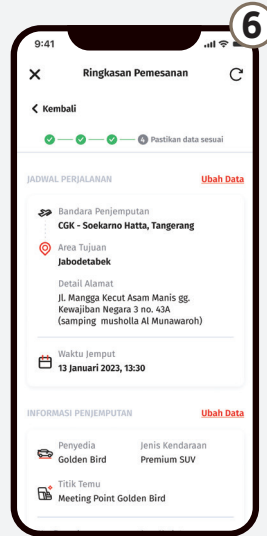 6
9:41
Ringkasan Pemesanan
Kembali
4 Pastikan data sesuai
JADWAL PERJALANAN Ubah Data
Bandara Penjemputan
CGK - Soekarno Hatta, Tangerang
Area Tujuan
Jabodetabek
Detail Alamat
Jl. Mangga Kecut Asam Manis gg.
Kewajiban Negara 3 no. 43A
(samping musholla Al Munawaroh)
Waktu Jemput
13 Januari 2023, 13:30
INFORMASI PENJEMPUTAN Ubah Data
Penyedia Jenis Kendaraan
Golden Bird Premium SUV
Titik Temu
Meeting Point Golden Bird